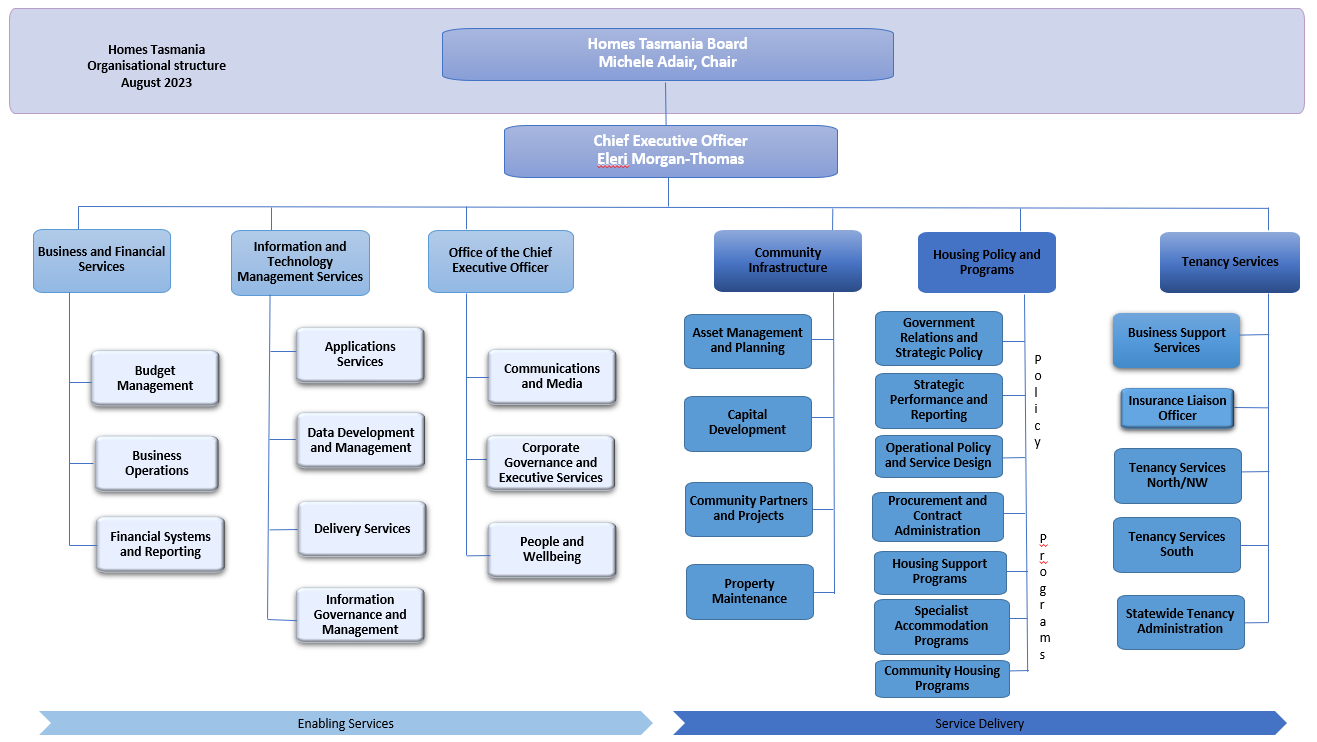 Homes Tasmania
Organisational structure
August 2023
Homes Tasmania Board
Michele Adair, Chair
Chief Executive Officer
Eleri Morgan-Thomas
Business and Financial
Services
Budget
Management
Business
Operations
Financial Systems
and Reporting
Information and
Technology
Management Services
Applications
Services
Data Development
and Management
Delivery Services
Information
Governance and
Management
Office of the Chief
Executive Officer
Communications
and Media
Corporate
Governance and
Executive Services
People and
Wellbeing
Community
Infrastructure
Asset Management
and Planning
Capital
Development
Community Partners
and Projects
Property
Maintenance
Housing Policy and
Programs
Government
Relations and
Strategic Policy
Strategic
Performance and
Reporting
Operational Policy
and Service Design
Procurement and
Contract
Administration
Housing Support
Programs
Specialist
Accommodation
Programs
Community Housing
Programs
Policy
Programs
Tenancy Services
Business Support
Services
Insurance Liaison
Officer
Tenancy Services
North/NW
Tenancy Services
South
Statewide Tenancy
Administration
Enabling Services
Service Delivery